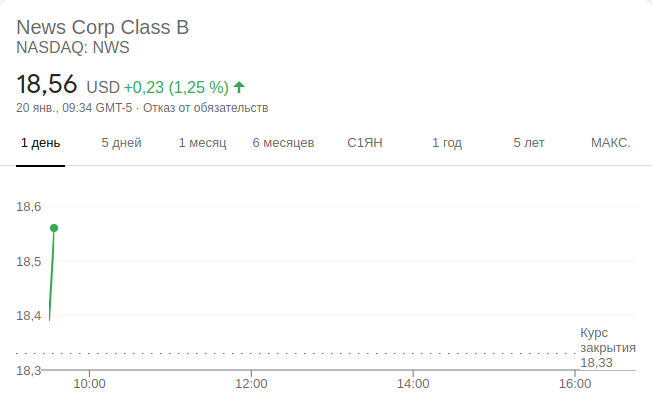 News Corp Class B
NASDAQ: NWS
18,56 USD +0,23 (1,25 %)
20 янв., 09:34 GMT-5 · Отказ от обязательств
1 день 5 дней 1 месяц 6 месяцев С1ЯН 1 год 5 лет МАКС.
18,6
18,5
18,4
Курс
закрытия
18,33
18,3
10:00 12:00 14:00 16:00